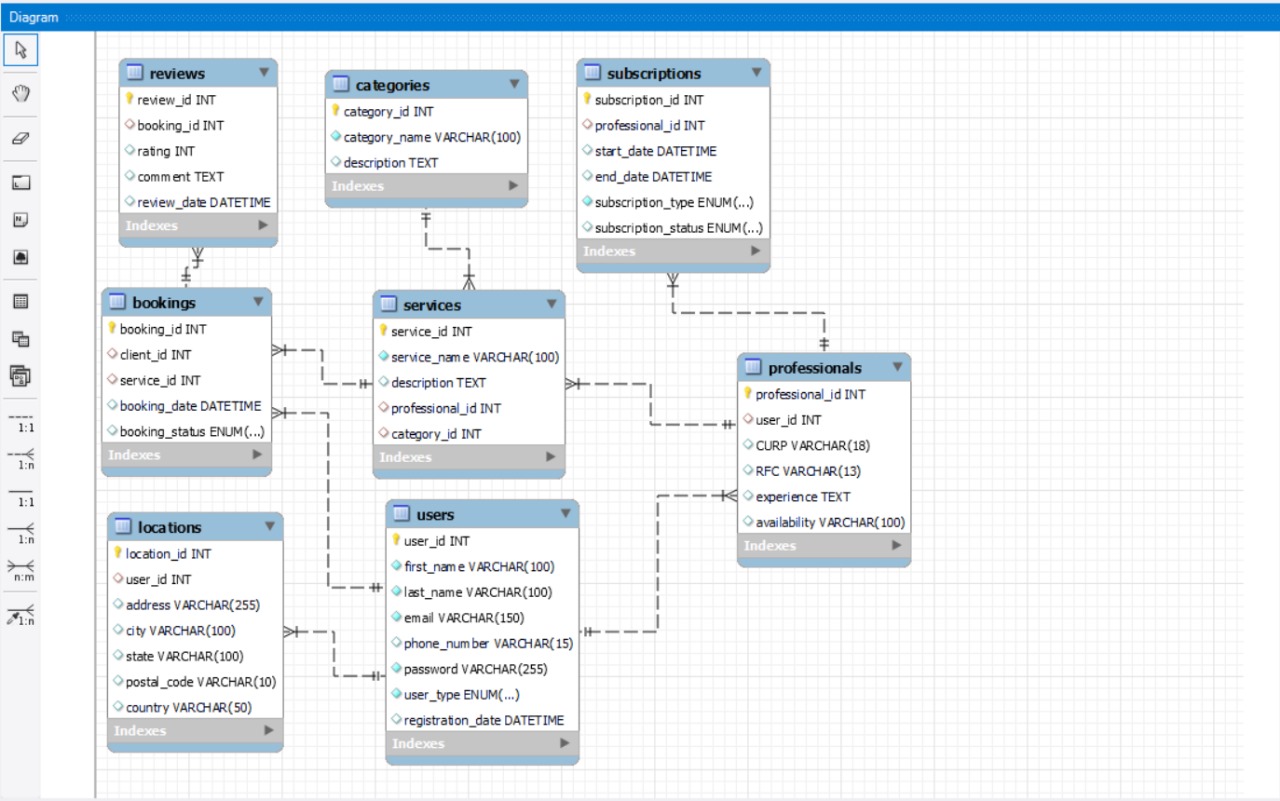 Diagram
reviews
review_id INT
booking_id INT
rating INT
comment TEXT
review_date DATETIME
Indexes
categories
category_id INT
category_name VARCHAR(100)
description TEXT
Indexes
subscriptions
subscription_id INT
professional_id INT
start_date DATETIME
end_date DATETIME
subscription_type ENUM(...)
subscription_status ENUM(...)
Indexes
bookings
booking_id INT
client_id INT
service_id INT
booking_date DATETIME
booking_status ENUM(...)
Indexes
services
service_id INT
service_name VARCHAR(100)
description TEXT
professional_id INT
category_id INT
Indexes
professionals
professional_id INT
user_id INT
CURP VARCHAR(18)
RFC VARCHAR(13)
experience TEXT
availability VARCHAR(100)
Indexes
locations
location_id INT
user_id INT
address VARCHAR(255)
city VARCHAR(100)
state VARCHAR(100)
postal_code VARCHAR(10)
country VARCHAR(50)
Indexes
users
user_id INT
first_name VARCHAR(100)
last_name VARCHAR(100)
email VARCHAR(150)
phone_number VARCHAR(15)
password VARCHAR(255)
user_type ENUM(...)
registration_date DATETIME
Indexes
1:1
1:n
1:1
1:n
n:m
1:n